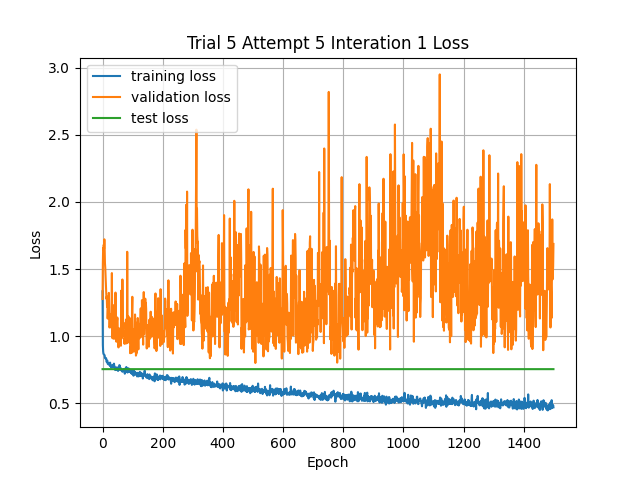 Trial 5 Attempt 5 Interation 1 Loss
training loss
validation loss
test loss
Loss
3.0
2.5
2.0
1.5
1.0
0.5
0 200 400 600 800 1000 1200 1400
Epoch